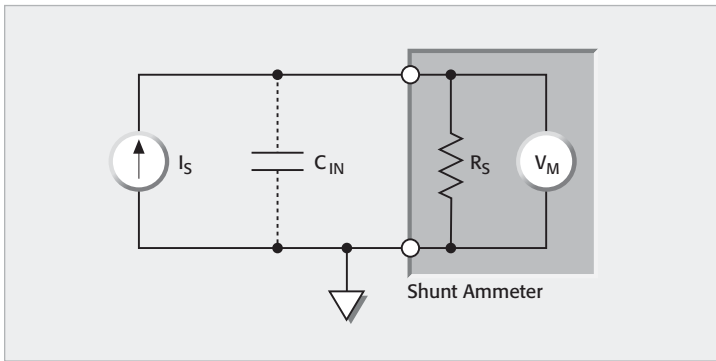 I_S
C_IN
R_S
V_M
Shunt Ammeter